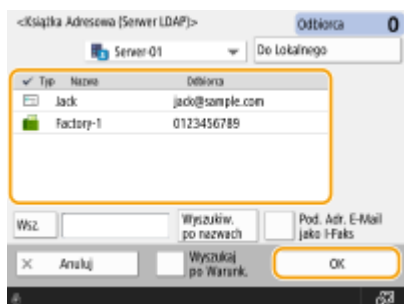 <Książka Adresowa (Serwer LDAP)>
Odbiorca 0
Serwer-01
Do Lokalnego
Typ Nazwa Odbiorca
Jack jack@sample.com
Factory-1 0123456789
Wsz.
Wyszukiw.
po nazwach
Pod. Adr. E-Mail
jako I-Faks
Anuluj
Wyszukaj
po Warunk.
OK